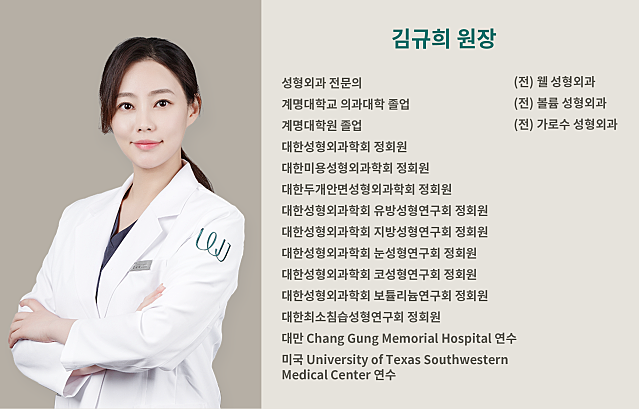 김규희 원장
성형외과 전문의
계명대학교 의과대학 졸업
계명대학원 졸업
대한성형외과학회 정회원
대한미용성형외과학회 정회원
대한두개안면성형외과학회 정회원
대한성형외과학회 유방성형연구회 정회원
대한성형외과학회 지방성형연구회 정회원
대한성형외과학회 눈성형연구회 정회원
대한성형외과학회 코성형연구회 정회원
대한성형외과학회 보툴리눔연구회 정회원
대한최소침습성형연구회 정회원
대만 Chang Gung Memorial Hospital 연수
미국 University of Texas Southwestern
Medical Center 연수
(전) 웰 성형외과
(전) 볼륨 성형외과
(전) 가로수 성형외과